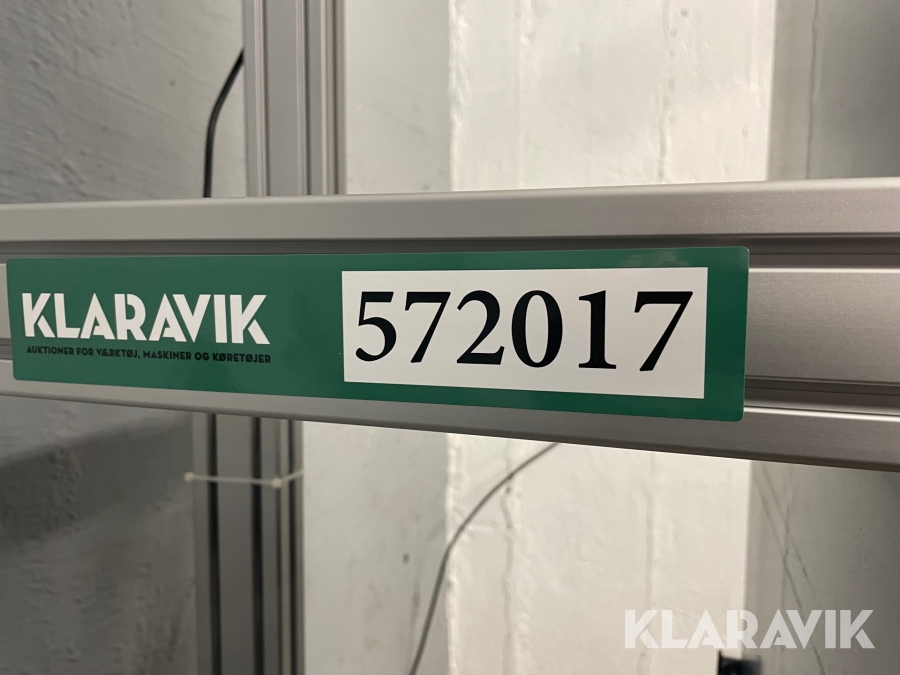 KLARAVIK
AUKTIONER FOR VÆRKTØJ, MASKINER OG KØRETØJER
572017
KLARAVIK